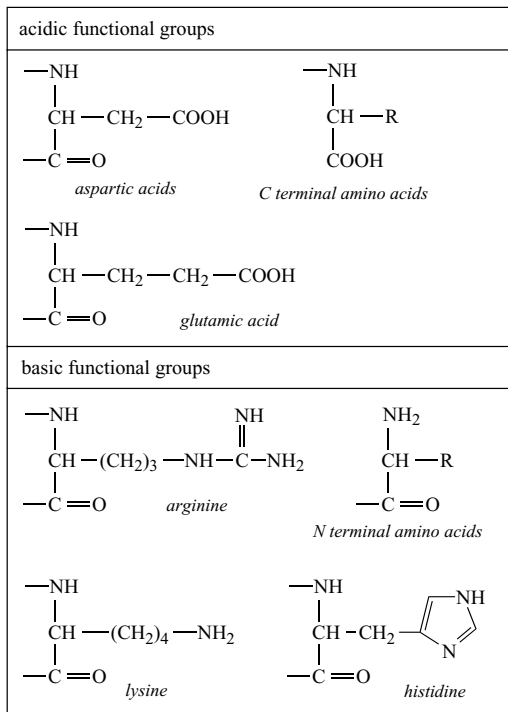 acidic functional groups
—NH
CH—CH₂—COOH
—C=O
aspartic acids
—NH
CH—R
COOH
C terminal amino acids
—NH
CH—CH₂—CH₂—COOH
—C=O
glutamic acid
basic functional groups
—NH
NH
CH—(CH₂)₃—NH—C—NH₂
—C=O
arginine
NH₂
CH—R
—C=O
N terminal amino acids
—NH
CH—(CH₂)₄—NH₂
—C=O
lysine
—NH
CH—CH₂
NH
N
—C=O
histidine